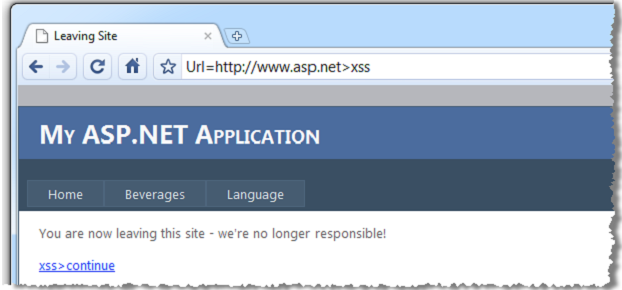 Leaving Site
Url=http://www.asp.net>xss
My ASP.NET Application
Home Beverages Language
You are now leaving this site - we're no longer responsible!
xss>continue